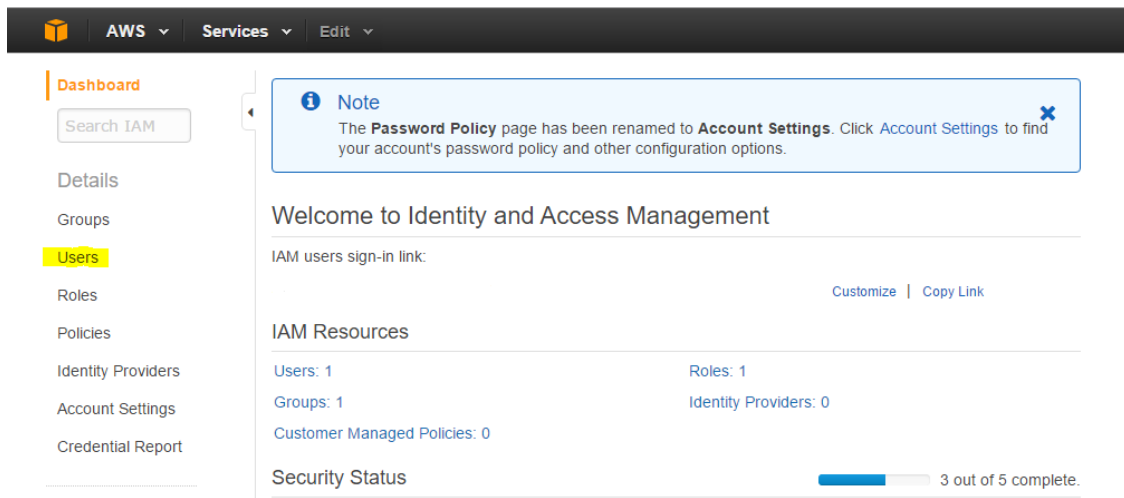 AWS Services Edit
Dashboard
Search IAM
Details
Groups
Users
Roles
Policies
Identity Providers
Account Settings
Credential Report
Note
The Password Policy page has been renamed to Account Settings. Click Account Settings to find
your account's password policy and other configuration options.
Welcome to Identity and Access Management
IAM users sign-in link:
Customize | Copy Link
IAM Resources
Users: 1 Roles: 1
Groups: 1 Identity Providers: 0
Customer Managed Policies: 0
Security Status 3 out of 5 complete.